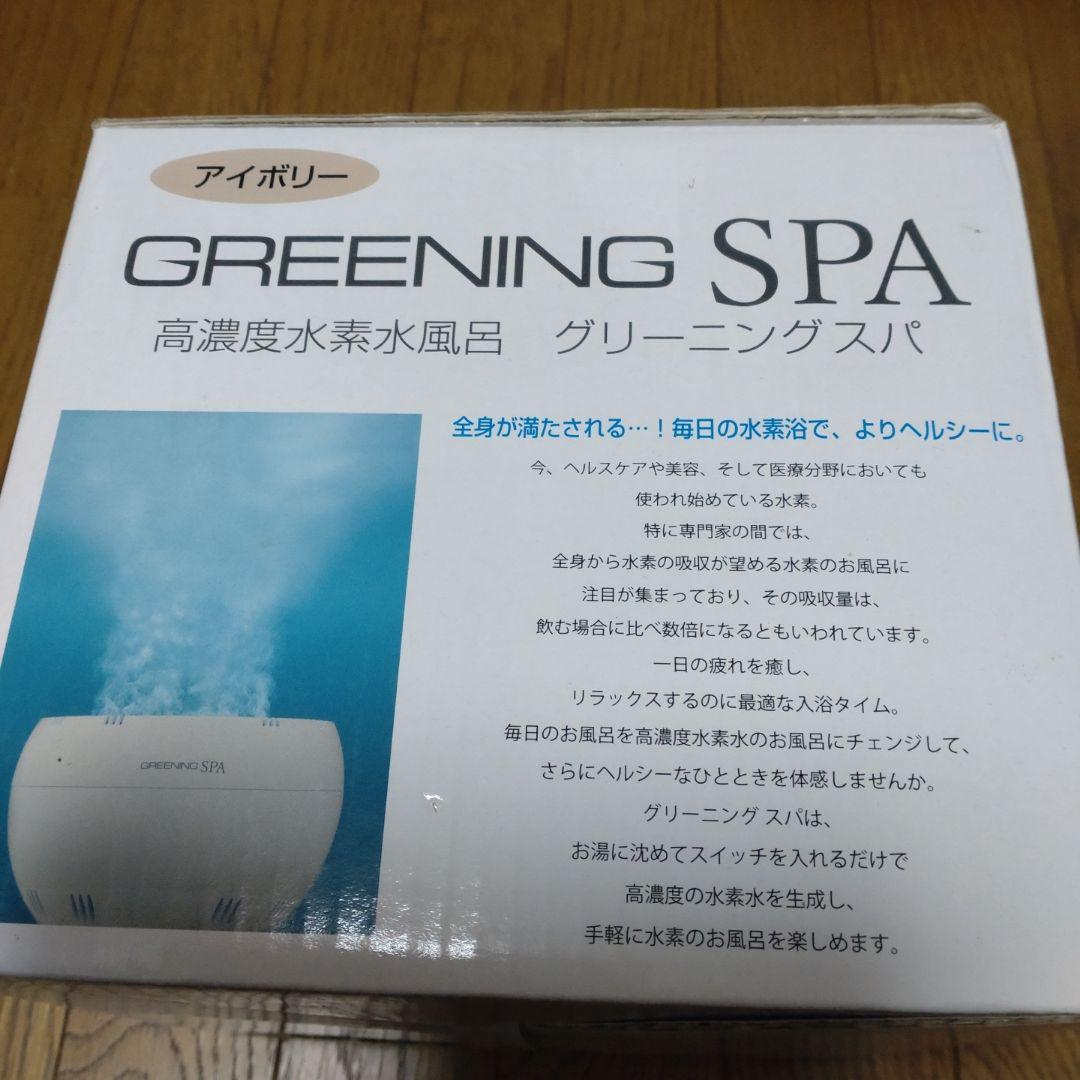 アイボリー
GREENING SPA
高濃度水素水風呂　グリーニング スパ
全身が満たされる…！毎日の水素浴で、よりヘルシーに。
今、ヘルスケアや美容、そして医療分野においても
使われ始めている水素。
特に専門家の間では、
全身から水素の吸収が望める水素のお風呂に
注目が集まっており、その吸収量は、
飲む場合に比べ数倍になるともいわれています。
一日の疲れを癒し、
リラックスするのに最適な入浴タイム。
毎日のお風呂を高濃度水素水のお風呂にチェンジして、
さらにヘルシーなひとときを体感しませんか。
グリーニング スパは、
お湯に沈めてスイッチを入れるだけで
高濃度の水素水を生成し、
手軽に水素のお風呂を楽しめます。
GREENING SPA